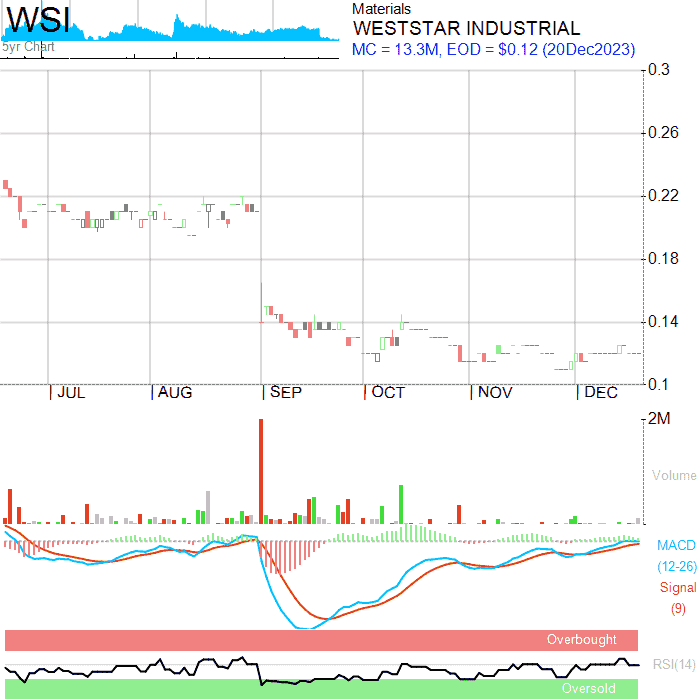 WSI
5yr Chart
Materials
WESTSTAR INDUSTRIAL
MC = 13.3M, EOD = $0.12 (20Dec2023)
0.3
0.26
0.22
0.18
0.14
0.1
JUL AUG SEP OCT NOV DEC
2M
Volume
MACD
(12-26)
Signal
(9)
Overbought
RSI(14)
Oversold